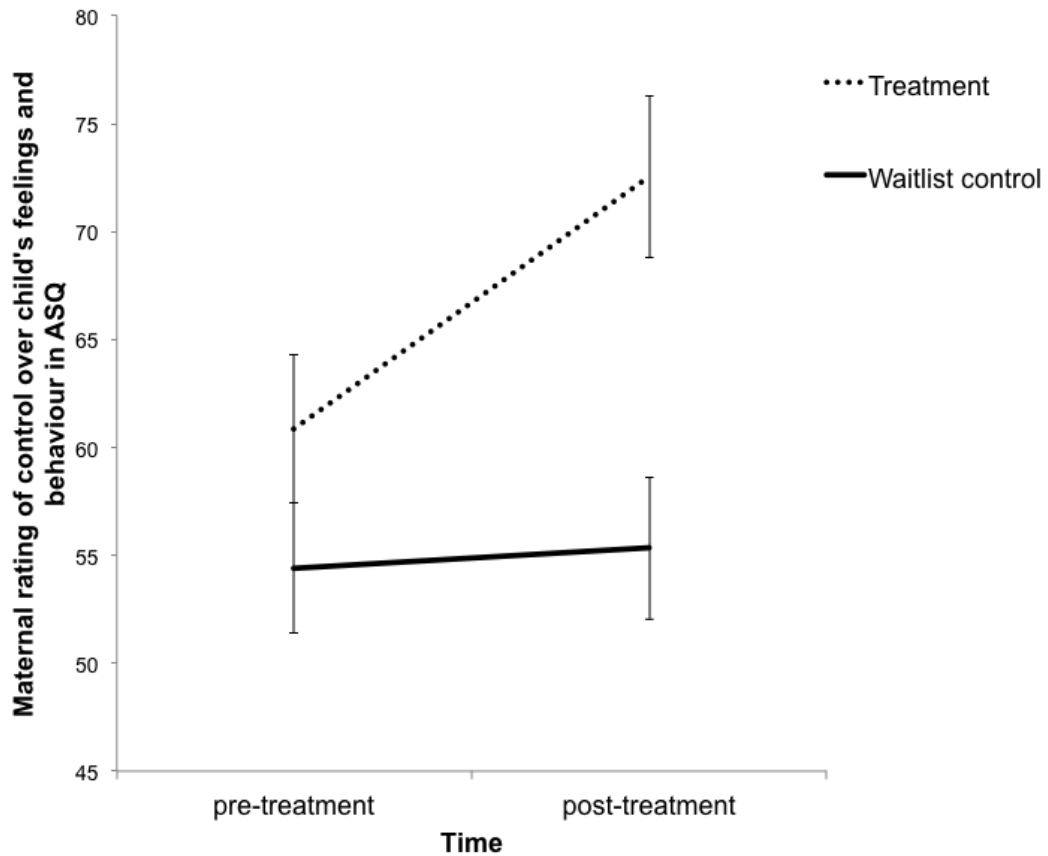 Maternal rating of control over child's feelings and
behaviour in ASQ
80
75
70
65
60
55
50
45
Treatment
Waitlist control
pre-treatment
post-treatment
Time